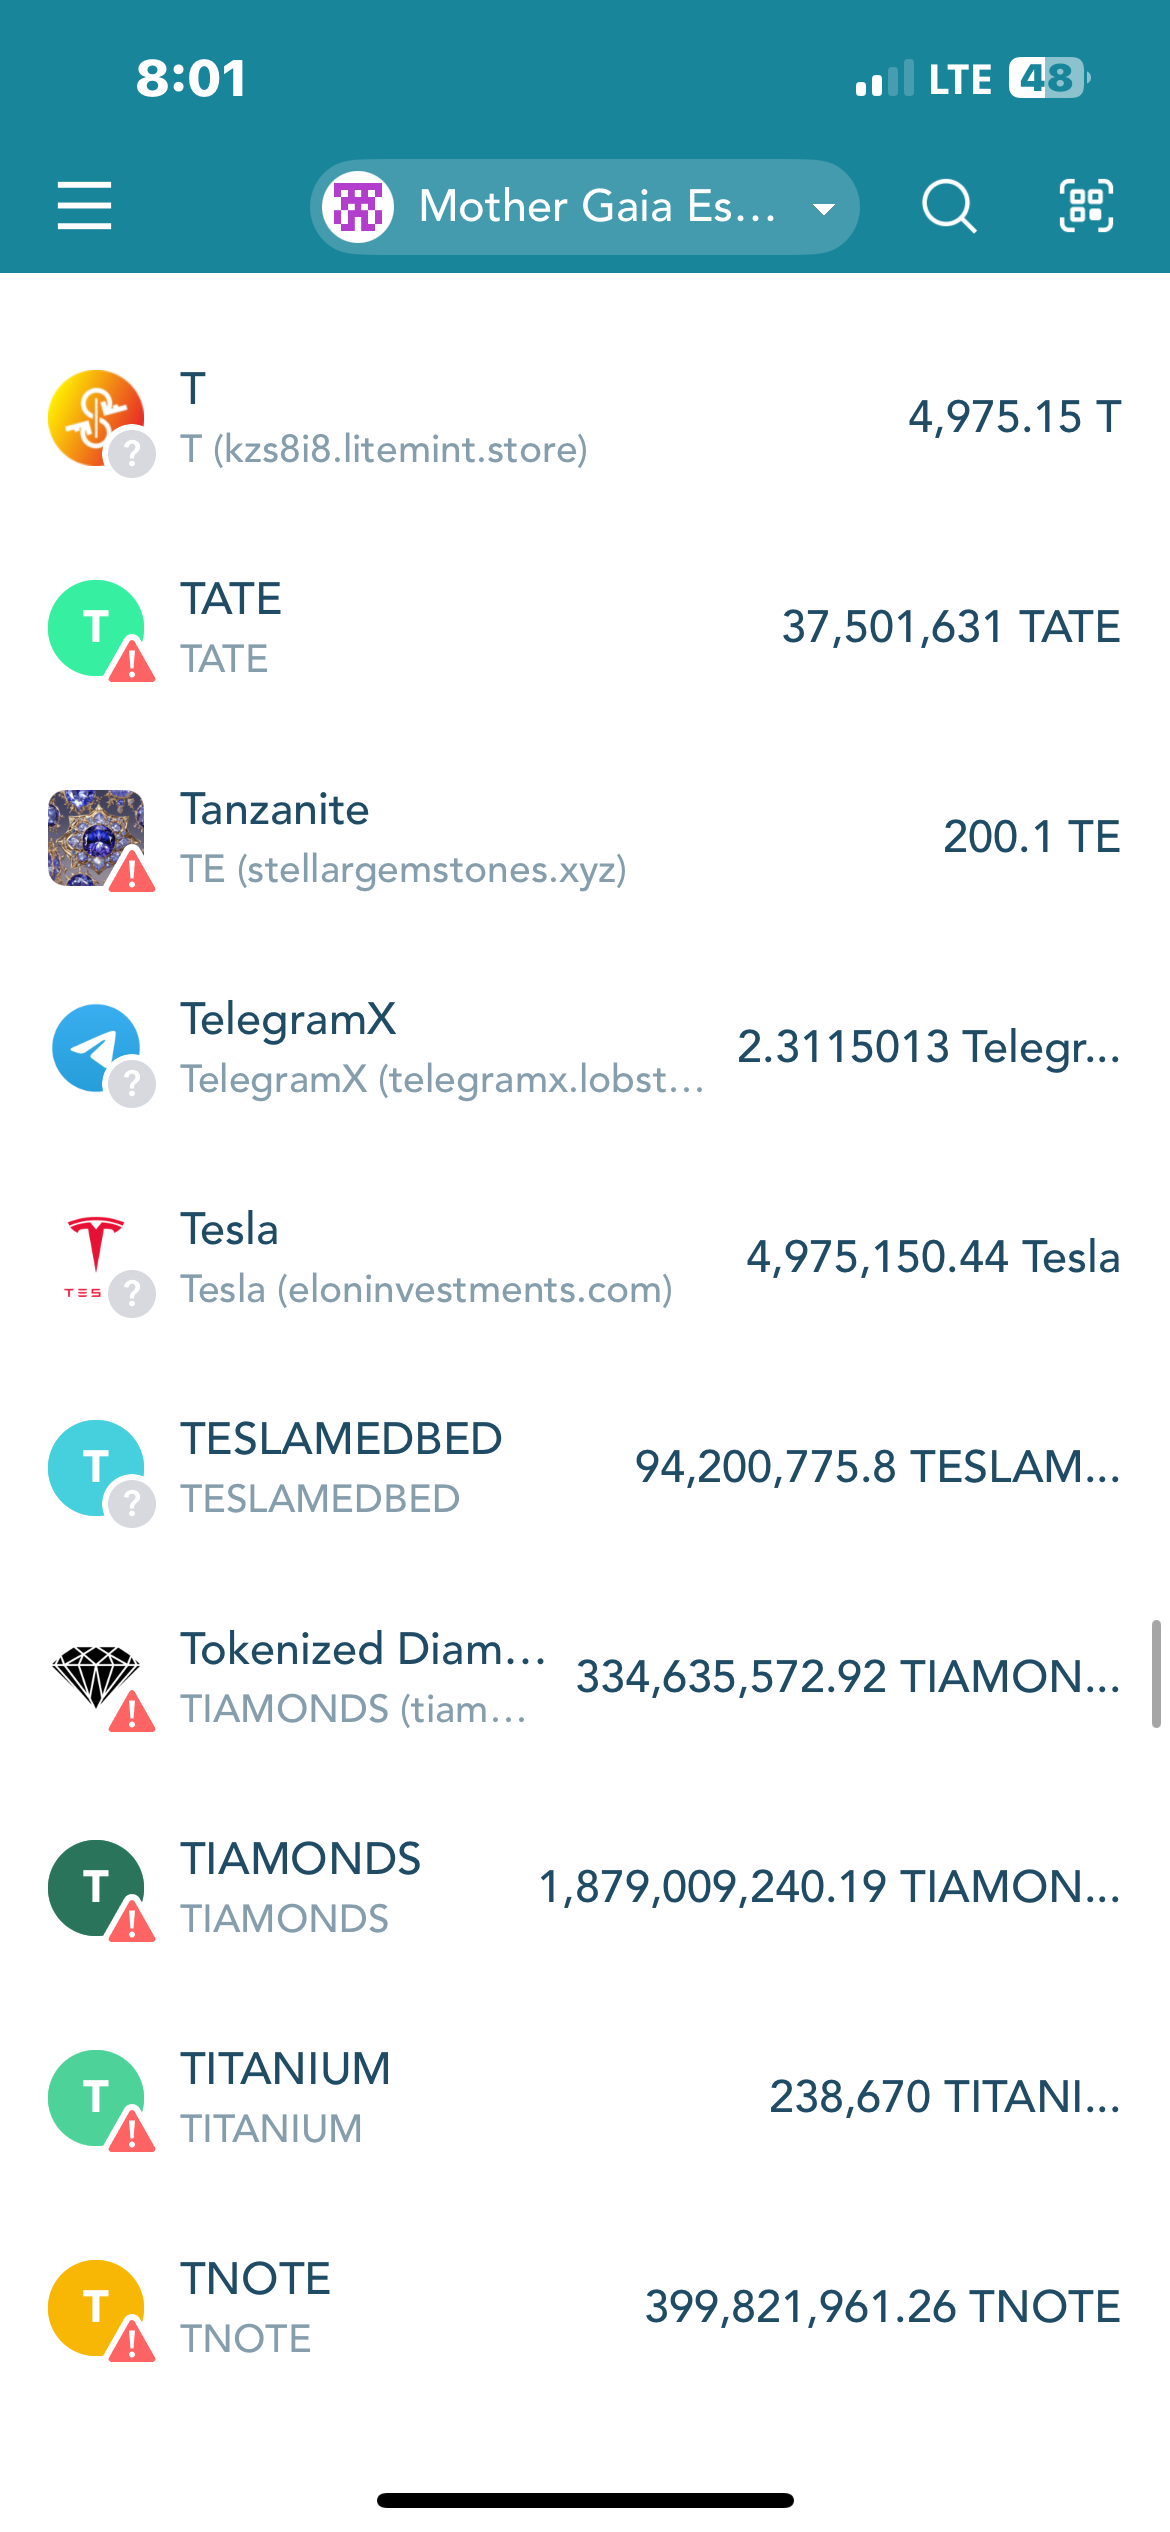 8:01
LTE 48
Mother Gaia Es...
T
T (kzs8i8.litemint.store)
4,975.15 T
T
TATE
TATE
37,501,631 TATE
Tanzanite
TE (stellargemstones.xyz)
200.1 TE
TelegramX
TelegramX (telegramx.lobst...
2.3115013 Telegr...
TES
Tesla
Tesla (eloninvestments.com)
4,975,150.44 Tesla
T
TESLAMEDBED
TESLAMEDBED
94,200,775.8 TESLAM...
Tokenized Diam...
TIAMONDS (tiam...
334,635,572.92 TIAMON...
T
TIAMONDS
TIAMONDS
1,879,009,240.19 TIAMON...
T
TITANIUM
TITANIUM
238,670 TITANI...
T
TNOTE
TNOTE
399,821,961.26 TNOTE